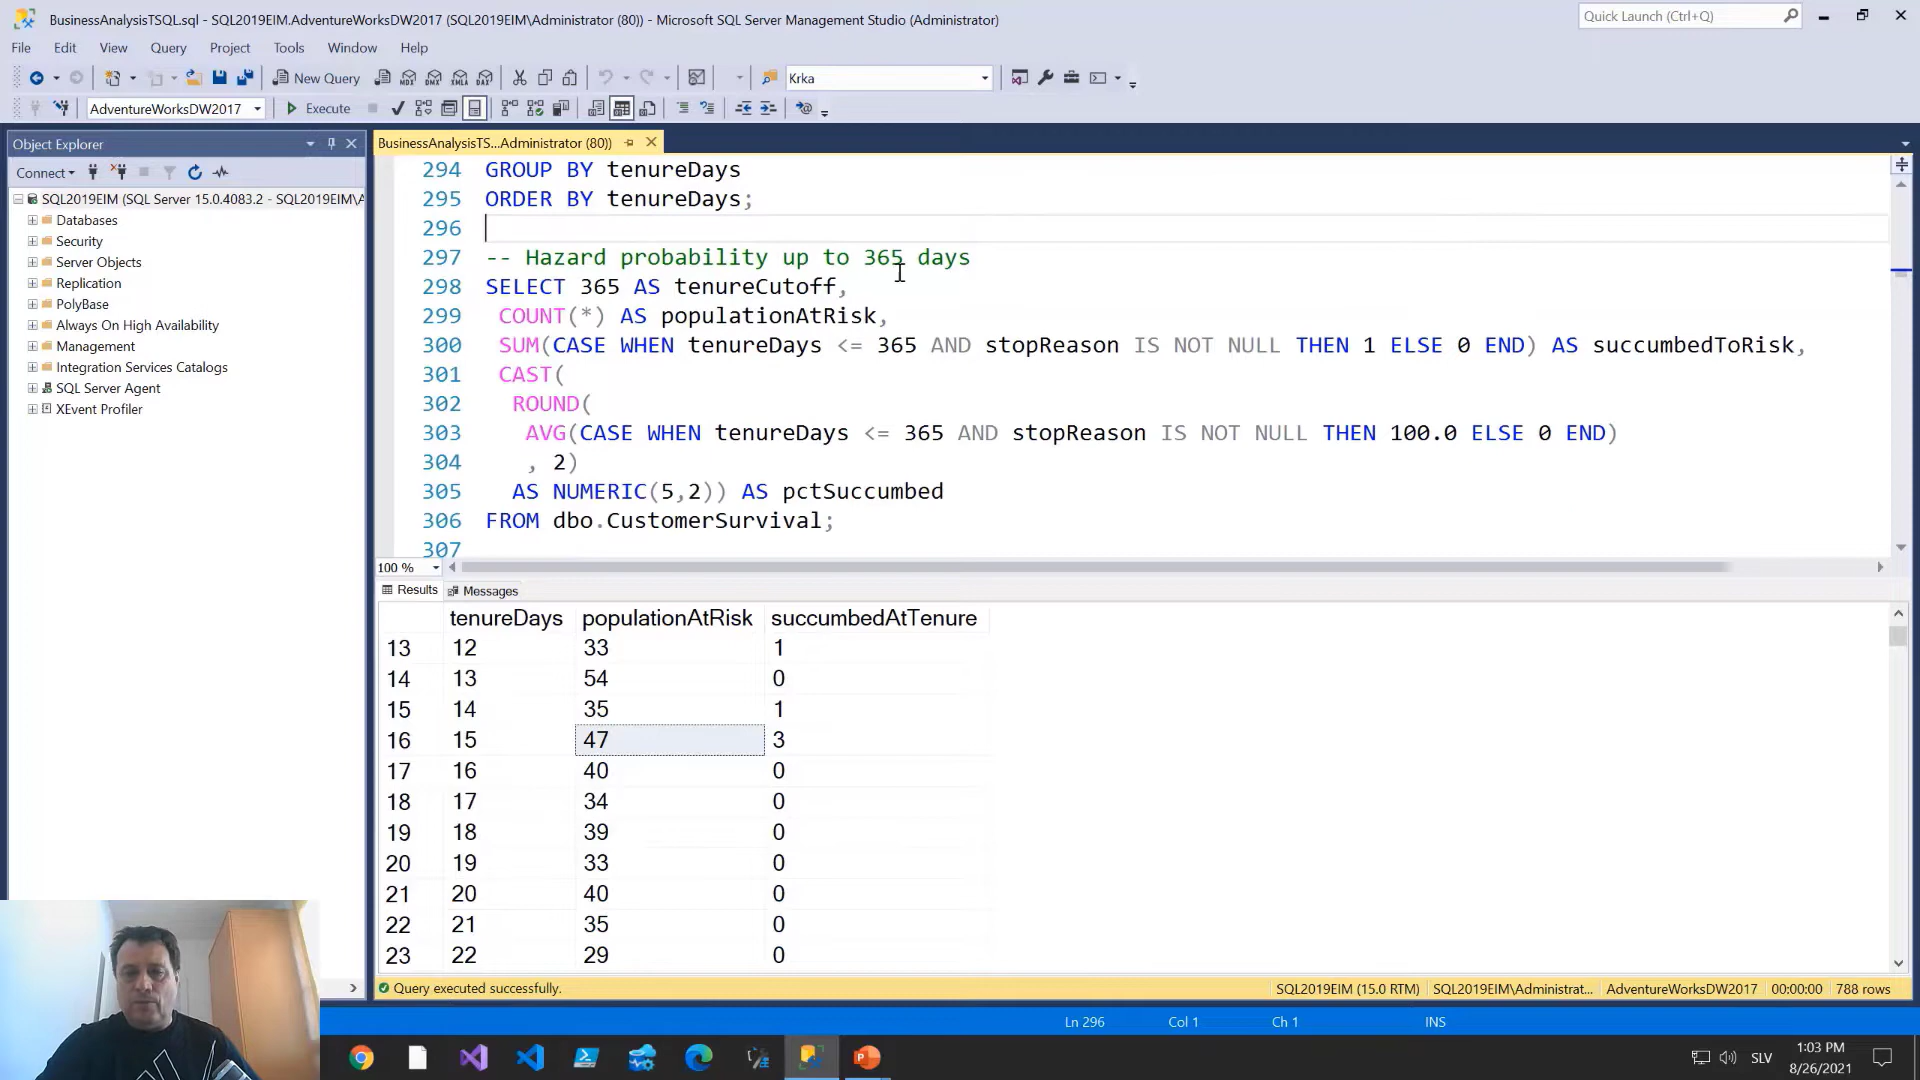 BusinessAnalysisTSQL.sql - SQL2019EIM.AdventureWorksDW2017 (SQL2019EIM\Administrator (80)) - Microsoft SQL Server Management Studio (Administrator)
Quick Launch (Ctrl+Q)
File Edit View Query Project Tools Window Help
New Query
MDX DMX XMLA DAX
Krka
AdventureWorksDW2017
Execute
Object Explorer
Connect
SQL2019EIM (SQL Server 15.0.4083.2 - SQL2019EIM\A
Databases
Security
Server Objects
Replication
PolyBase
Always On High Availability
Management
Integration Services Catalogs
SQL Server Agent
XEvent Profiler
BusinessAnalysisTS...Administrator (80))
294 GROUP BY tenureDays
295 ORDER BY tenureDays;
296
297 -- Hazard probability up to 365 days
298 SELECT 365 AS tenureCutoff,
299 COUNT(*) AS populationAtRisk,
300 SUM(CASE WHEN tenureDays <= 365 AND stopReason IS NOT NULL THEN 1 ELSE 0 END) AS succumbedToRisk,
301 CAST(
302 ROUND(
303 AVG(CASE WHEN tenureDays <= 365 AND stopReason IS NOT NULL THEN 100.0 ELSE 0 END)
304 , 2)
305 AS NUMERIC(5,2)) AS pctSuccumbed
306 FROM dbo.CustomerSurvival;
307
100 %
Results Messages
tenureDays populationAtRisk succumbedAtTenure
13 12 33 1
14 13 54 0
15 14 35 1
16 15 47 3
17 16 40 0
18 17 34 0
19 18 39 0
20 19 33 0
21 20 40 0
22 21 35 0
23 22 29 0
Query executed successfully.
SQL2019EIM (15.0 RTM) SQL2019EIM\Administrat... AdventureWorksDW2017 00:00:00 788 rows
Ln 296 Col 1 Ch 1 INS
SLV
1:03 PM
8/26/2021